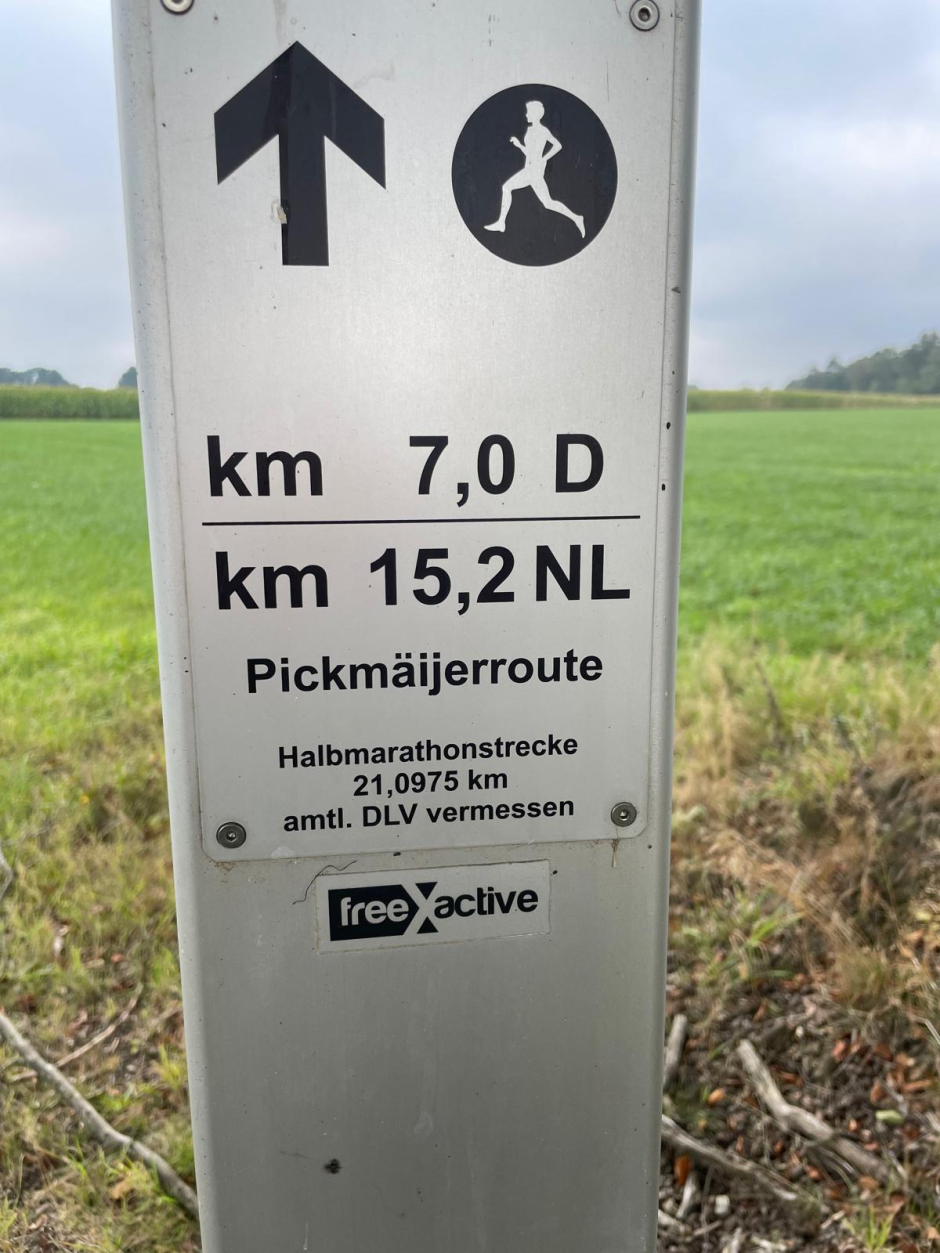 km 7,0 D
km 15,2 NL
Pickmäijerroute
Halbmarathonstrecke
21,0975 km
amtl. DLV vermessen
freeXactive